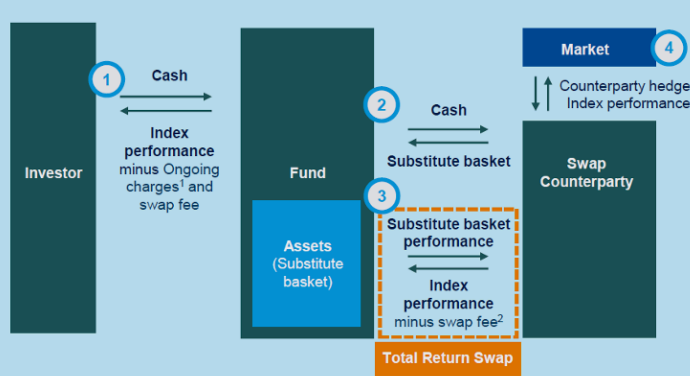 Investor
1
Cash
Index
performance
minus Ongoing
charges1 and
swap fee
Fund
Assets
(Substitute
basket)
2
Cash
Substitute basket
3
Substitute basket
performance
Index
performance
minus swap fee2
Total Return Swap
Market
4
Counterparty hedge
Index performance
Swap
Counterparty